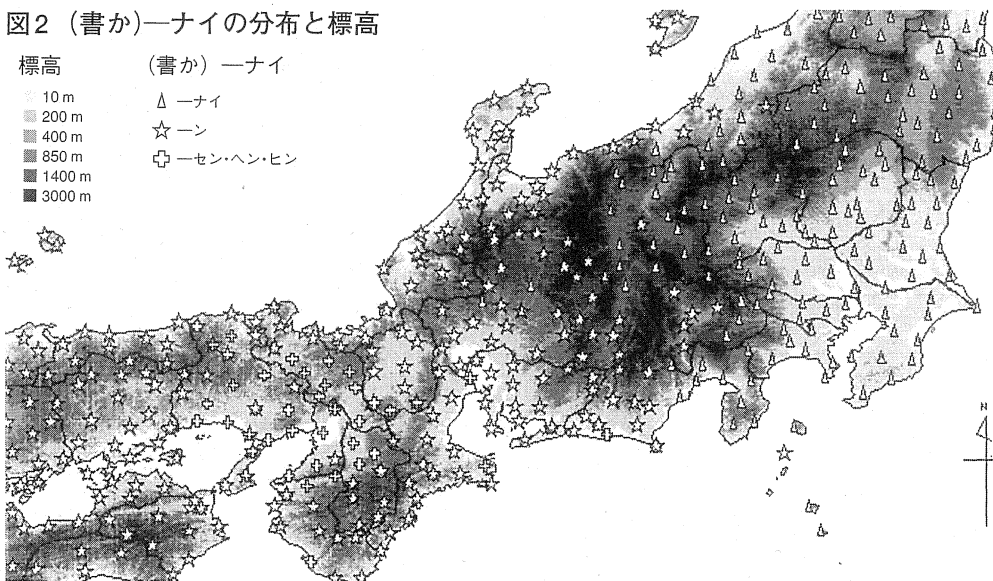 図2 (書か)―ナイの分布と標高
標高
10 m
200 m
400 m
850 m
1400 m
3000 m
(書か) ―ナイ
―ナイ
―ン
―セン・ヘン・ヒン
N